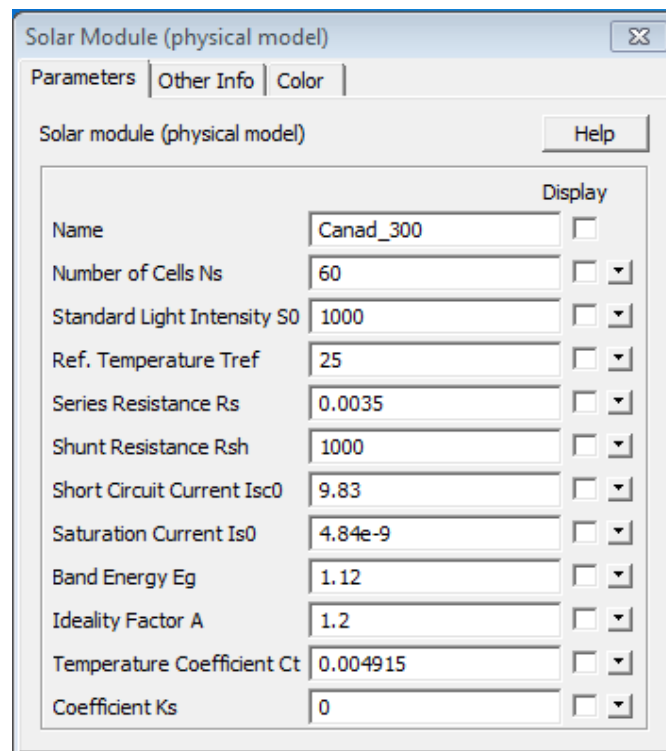 Solar Module (physical model)
Parameters Other Info Color
Solar module (physical model) Help
Display
Name Canad_300
Number of Cells Ns 60
Standard Light Intensity S0 1000
Ref. Temperature Tref 25
Series Resistance Rs 0.0035
Shunt Resistance Rsh 1000
Short Circuit Current Isc0 9.83
Saturation Current Is0 4.84e-9
Band Energy Eg 1.12
Ideality Factor A 1.2
Temperature Coefficient Ct 0.004915
Coefficient Ks 0